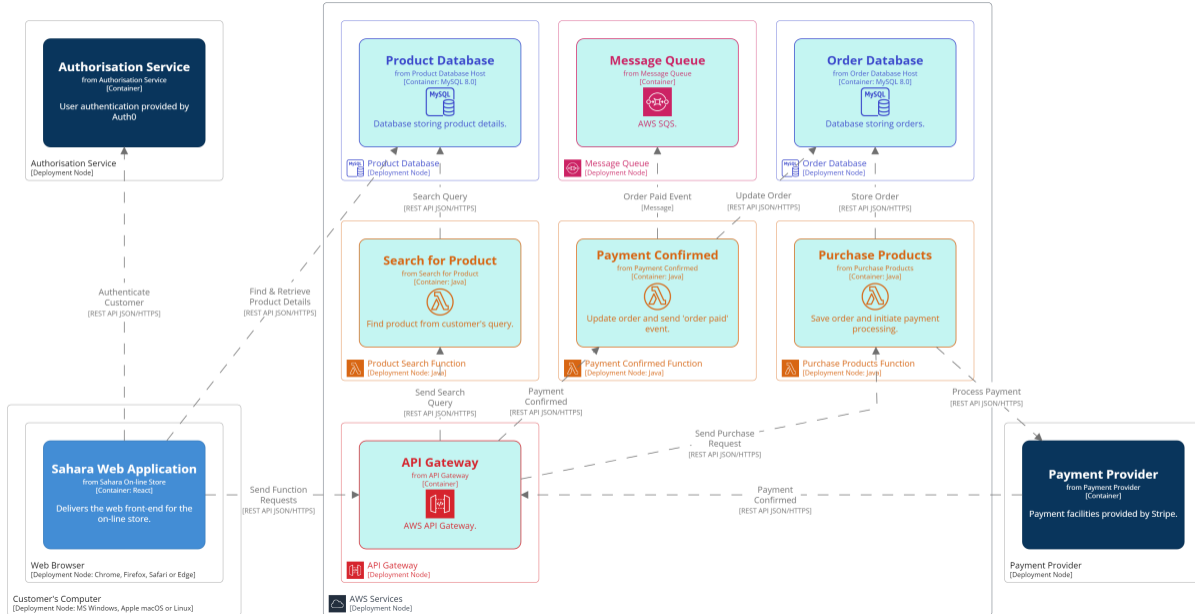 Authorisation Service
from Authorisation Service
[Container]
User authentication provided by
Auth0
Authorisation Service
[Deployment Node]
Product Database
from Product Database Host
[Container: MySQL 8.0]
MySQL
Database storing product details.
MySQL
Product Database
[Deployment Node]
Message Queue
from Message Queue
[Container]
AWS SQS.
Message Queue
[Deployment Node]
Order Database
from Order Database Host
[Container: MySQL 8.0]
MySQL
Database storing orders.
MySQL
Order Database
[Deployment Node]
Search Query
[REST API JSON/HTTPS]
Order Paid Event
[Message]
Update Order
[REST API JSON/HTTPS]
Store Order
[REST API JSON/HTTPS]
Authenticate
Customer
[REST API JSON/HTTPS]
Find & Retrieve
Product Details
[REST API JSON/HTTPS]
Search for Product
from Search for Product
[Container: Java]
Find product from customer's query.
Product Search Function
[Deployment Node: Java]
Payment Confirmed
from Payment Confirmed
[Container: Java]
Update order and send 'order paid'
event.
Payment Confirmed Function
[Deployment Node: Java]
Purchase Products
from Purchase Products
[Container: Java]
Save order and initiate payment
processing.
Purchase Products Function
[Deployment Node: Java]
Send Search
Query
[REST API JSON/HTTPS]
Payment
Confirmed
[REST API JSON/HTTPS]
Send Purchase
Request
[REST API JSON/HTTPS]
Process Payment
[REST API JSON/HTTPS]
Sahara Web Application
from Sahara On-line Store
[Container: React]
Delivers the web front-end for the
on-line store.
Web Browser
[Deployment Node: Chrome, Firefox, Safari or Edge]
Customer's Computer
[Deployment Node: MS Windows, Apple macOS or Linux]
Send Function
Requests
[REST API JSON/HTTPS]
API Gateway
from API Gateway
[Container]
AWS API Gateway.
API Gateway
[Deployment Node]
AWS Services
[Deployment Node]
Payment
Confirmed
[REST API JSON/HTTPS]
Payment Provider
from Payment Provider
[Container]
Payment facilities provided by Stripe.
Payment Provider
[Deployment Node]